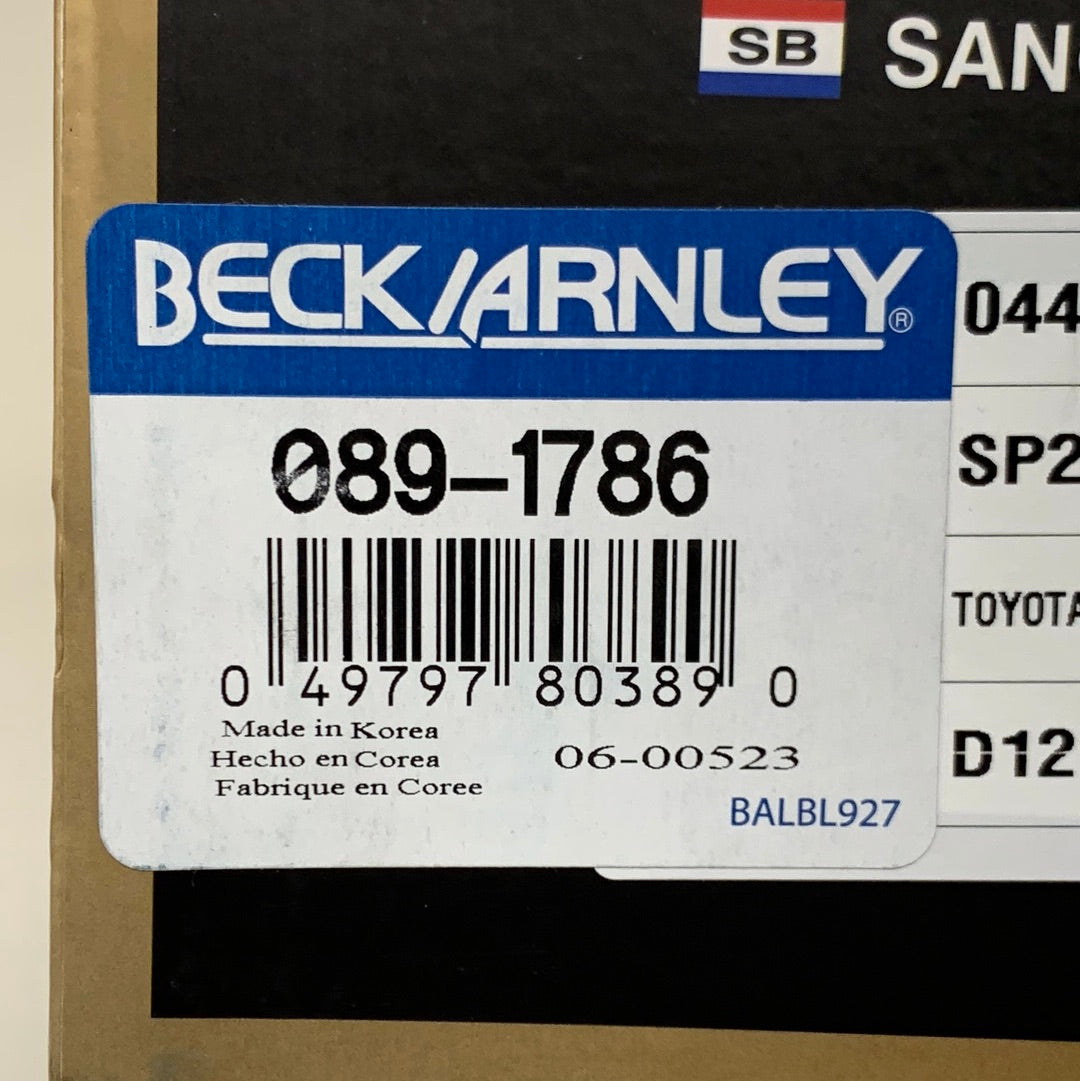 SB
SAN
BECK/ARNLEY®
044
089-1786
SP2
TOYOTA
0 49797 80389 0
Made in Korea
Hecho en Corea
06-00523
Fabrique en Coree
D12
BALBL927